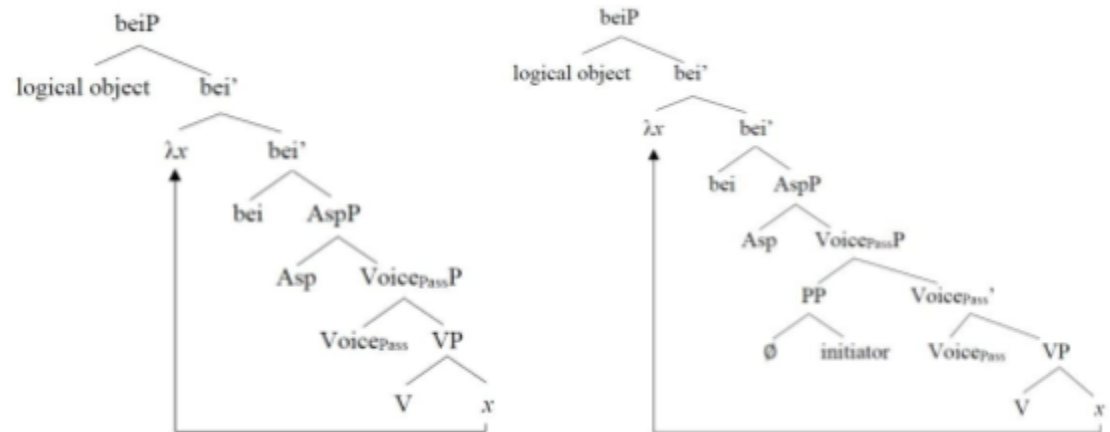 beiP
logical object bei’
λx bei’
bei AspP
Asp VoicePassP
VoicePass VP
V x
beiP
logical object bei’
λx bei’
bei AspP
Asp VoicePassP
PP VoicePass’
Ø initiator VoicePass VP
V x